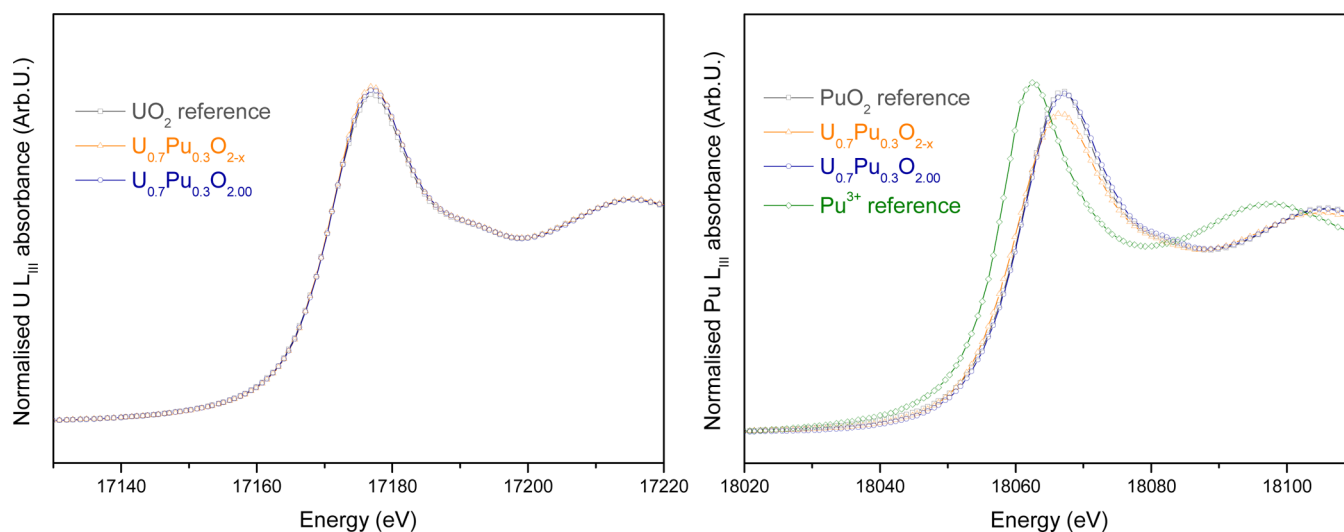 Normalised U L_III absorbance (Arb.U.)
UO₂ reference
U₀.₇Pu₀.₃O₂₋ₓ
U₀.₇Pu₀.₃O₂.₀₀
17140 17160 17180 17200 17220
Energy (eV)
Normalised Pu L_III absorbance (Arb.U.)
PuO₂ reference
U₀.₇Pu₀.₃O₂₋ₓ
U₀.₇Pu₀.₃O₂.₀₀
Pu³⁺ reference
18020 18040 18060 18080 18100
Energy (eV)